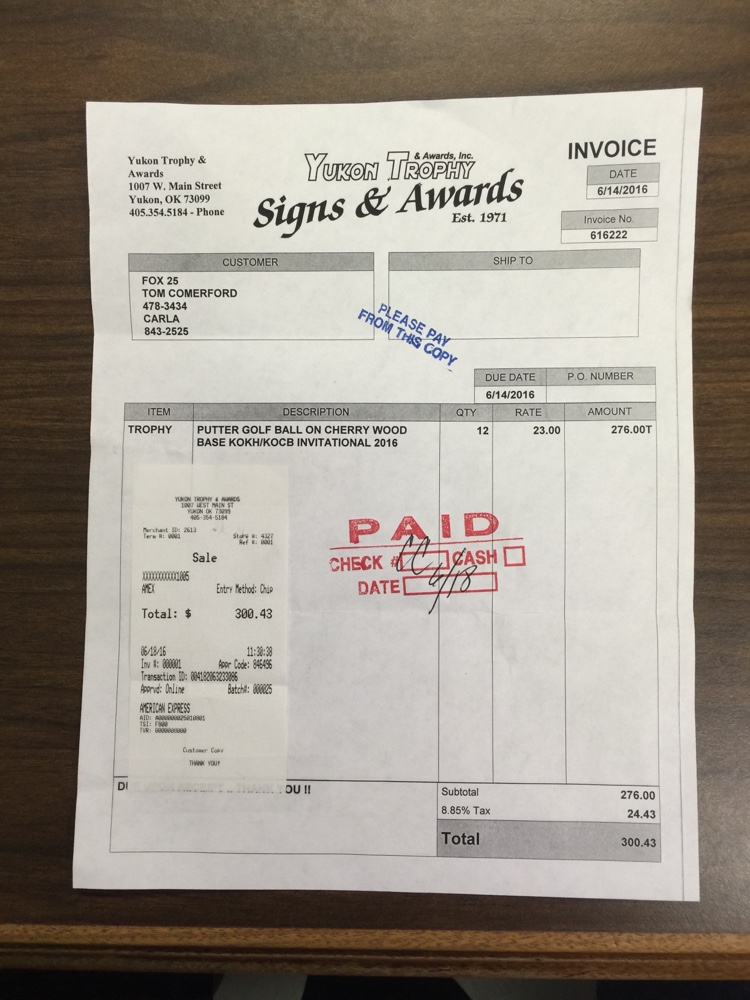 Yukon Trophy &
Awards
1007 W. Main Street
Yukon, OK 73099
405.354.5184 - Phone
& Awards, Inc.
YUKON TROPHY
Signs & Awards
Est. 1971
INVOICE
DATE
6/14/2016
Invoice No.
616222
CUSTOMER
FOX 25
TOM COMERFORD
478-3434
CARLA
843-2525
SHIP TO
PLEASE PAY
FROM THIS COPY
DUE DATE P.O. NUMBER
6/14/2016
ITEM DESCRIPTION QTY RATE AMOUNT
TROPHY PUTTER GOLF BALL ON CHERRY WOOD 12 23.00 276.00T
BASE KOKH/KOCB INVITATIONAL 2016
YUKON TROPHY & AWARDS
1007 WEST MAIN ST
YUKON OK 73099
405-354-5184
Merchant ID: 2613
Term #: 0001 Store #: 4327
Ref #: 0001
Sale
XXXXXXXXXXX1005
AMEX Entry Method: Chip
Total: $ 300.43
06/18/16 11:30:38
Inv #: 000001 Appr Code: 846496
Transaction ID: 004182063233086
Apprvd: Online Batch#: 000025
AMERICAN EXPRESS
AID: A000000025010801
TSI: F800
TVR: 0000008000
Customer Copy
THANK YOU!
PAID
CHECK # CC CASH
DATE 6/18
OU !!
Subtotal 276.00
8.85% Tax 24.43
Total 300.43